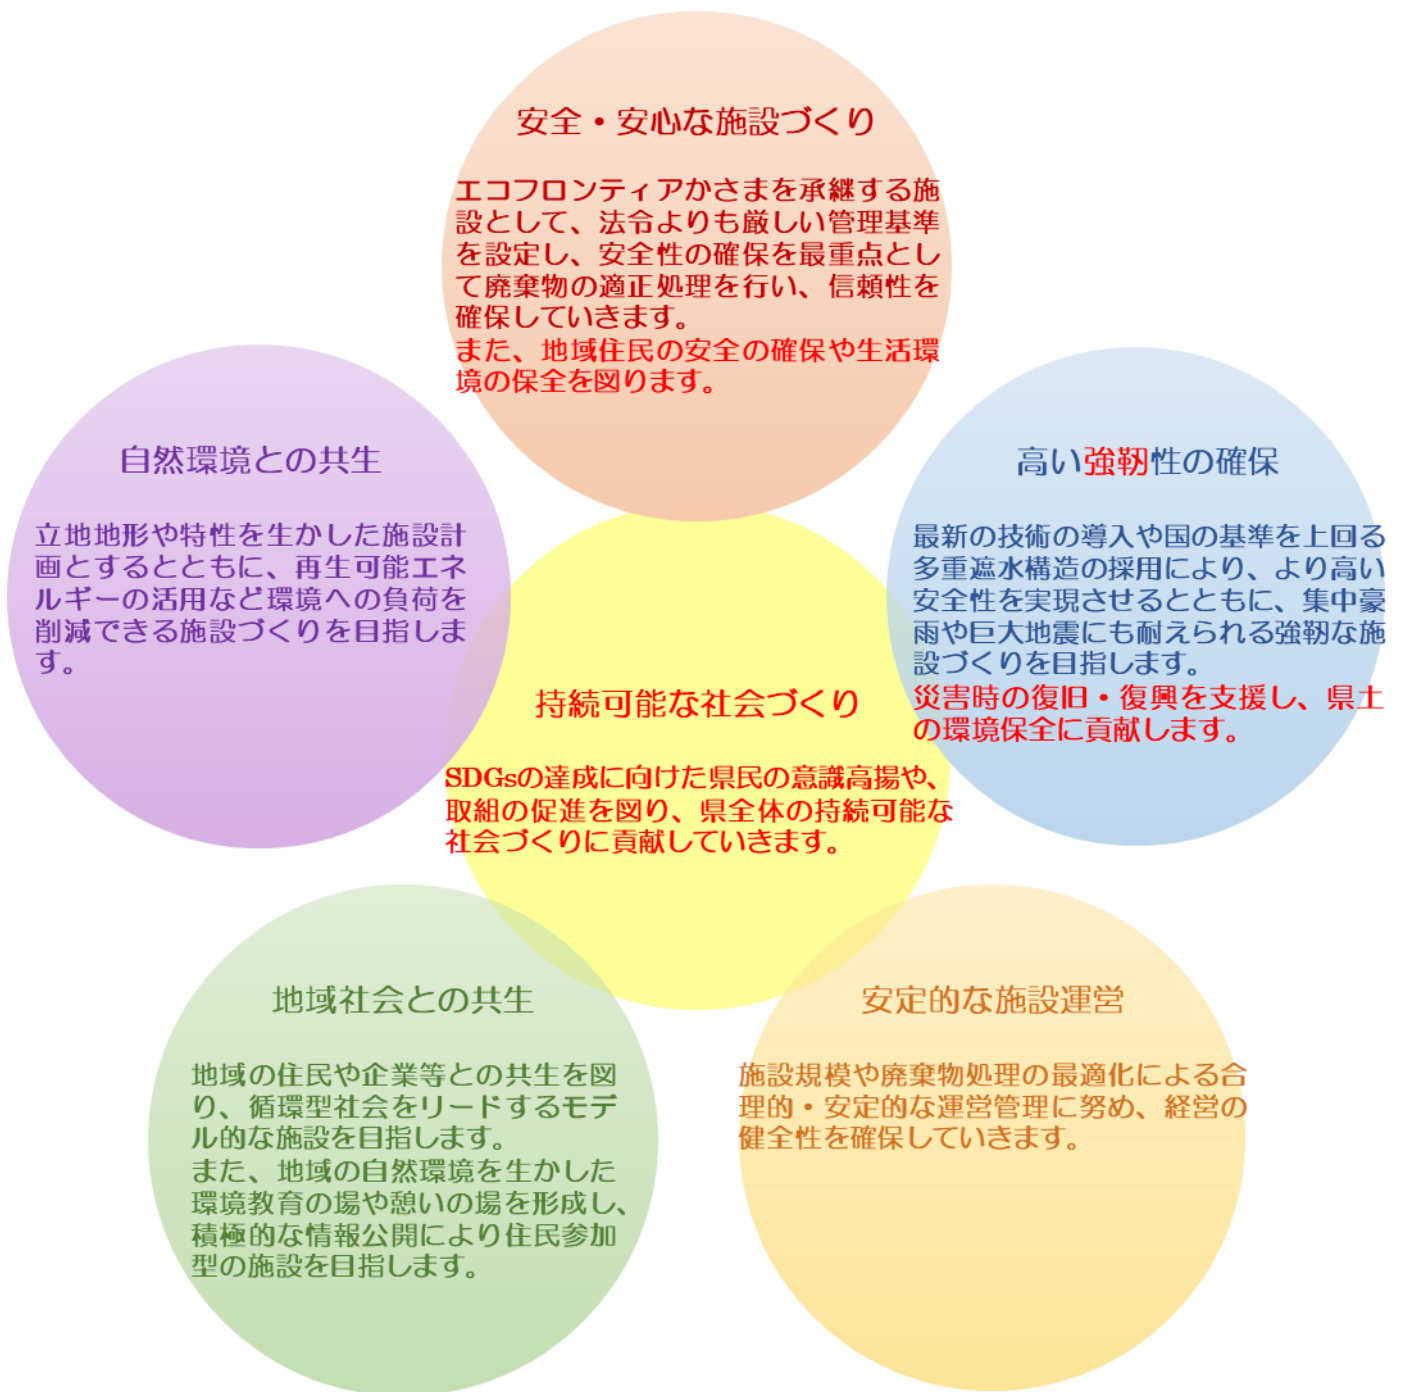 安全・安心な施設づくり
エコフロンティアかさまを承継する施
設として、法令よりも厳しい管理基準
を設定し、安全性の確保を最重点とし
て廃棄物の適正処理を行い、信頼性を
確保していきます。
また、地域住民の安全の確保や生活環
境の保全を図ります。
自然環境との共生
立地地形や特性を生かした施設計
画とするとともに、再生可能エネ
ルギーの活用など環境への負荷を
削減できる施設づくりを目指しま
す。
高い強靭性の確保
最新の技術の導入や国の基準を上回る
多重遮水構造の採用により、より高い
安全性を実現させるとともに、集中豪
雨や巨大地震にも耐えられる強靭な施
設づくりを目指します。
災害時の復旧・復興を支援し、県土
の環境保全に貢献します。
持続可能な社会づくり
SDGsの達成に向けた県民の意識高揚や、
取組の促進を図り、県全体の持続可能な
社会づくりに貢献していきます。
地域社会との共生
地域の住民や企業等との共生を図
り、循環型社会をリードするモデ
ル的な施設を目指します。
また、地域の自然環境を生かした
環境教育の場や憩いの場を形成し、
積極的な情報公開により住民参加
型の施設を目指します。
安定的な施設運営
施設規模や廃棄物処理の最適化による合
理的・安定的な運営管理に努め、経営の
健全性を確保していきます。